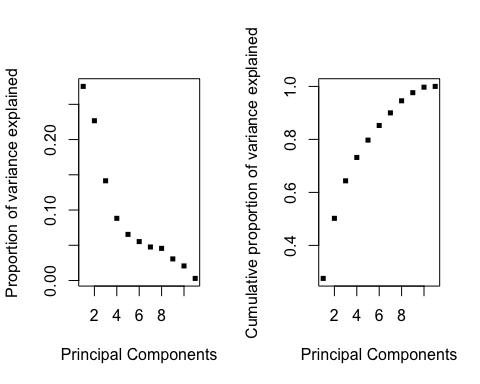 Proportion of variance explained
0.00 0.10 0.20
2 4 6 8
Principal Components
Cumulative proportion of variance explained
0.4 0.6 0.8 1.0
2 4 6 8
Principal Components